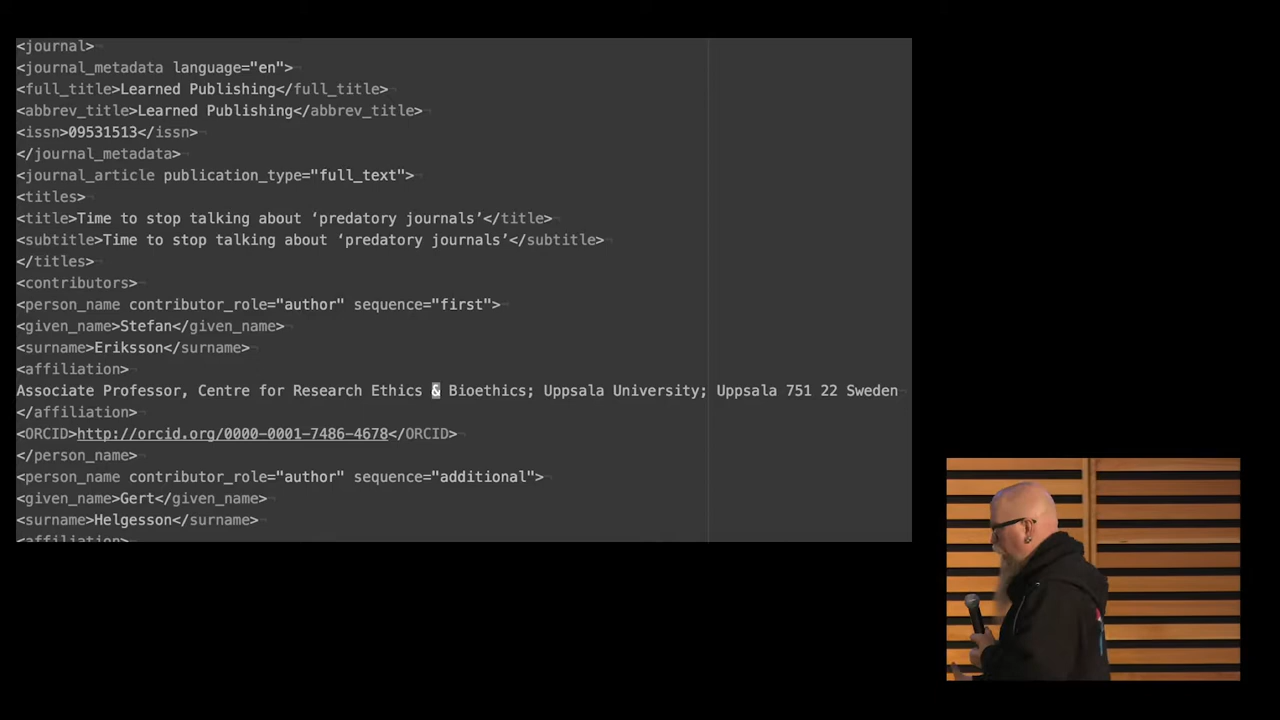 <journal>
<journal_metadata language="en">
<full_title>Learned Publishing</full_title>
<abbrev_title>Learned Publishing</abbrev_title>
<issn>09531513</issn>
</journal_metadata>
<journal_article publication_type="full_text">
<titles>
<title>Time to stop talking about ‘predatory journals’</title>
<subtitle>Time to stop talking about ‘predatory journals’</subtitle>
</titles>
<contributors>
<person_name contributor_role="author" sequence="first">
<given_name>Stefan</given_name>
<surname>Eriksson</surname>
<affiliation>
Associate Professor, Centre for Research Ethics & Bioethics; Uppsala University; Uppsala 751 22 Sweden
</affiliation>
<ORCID>http://orcid.org/0000-0001-7486-4678</ORCID>
</person_name>
<person_name contributor_role="author" sequence="additional">
<given_name>Gert</given_name>
<surname>Helgesson</surname>
<affiliation>